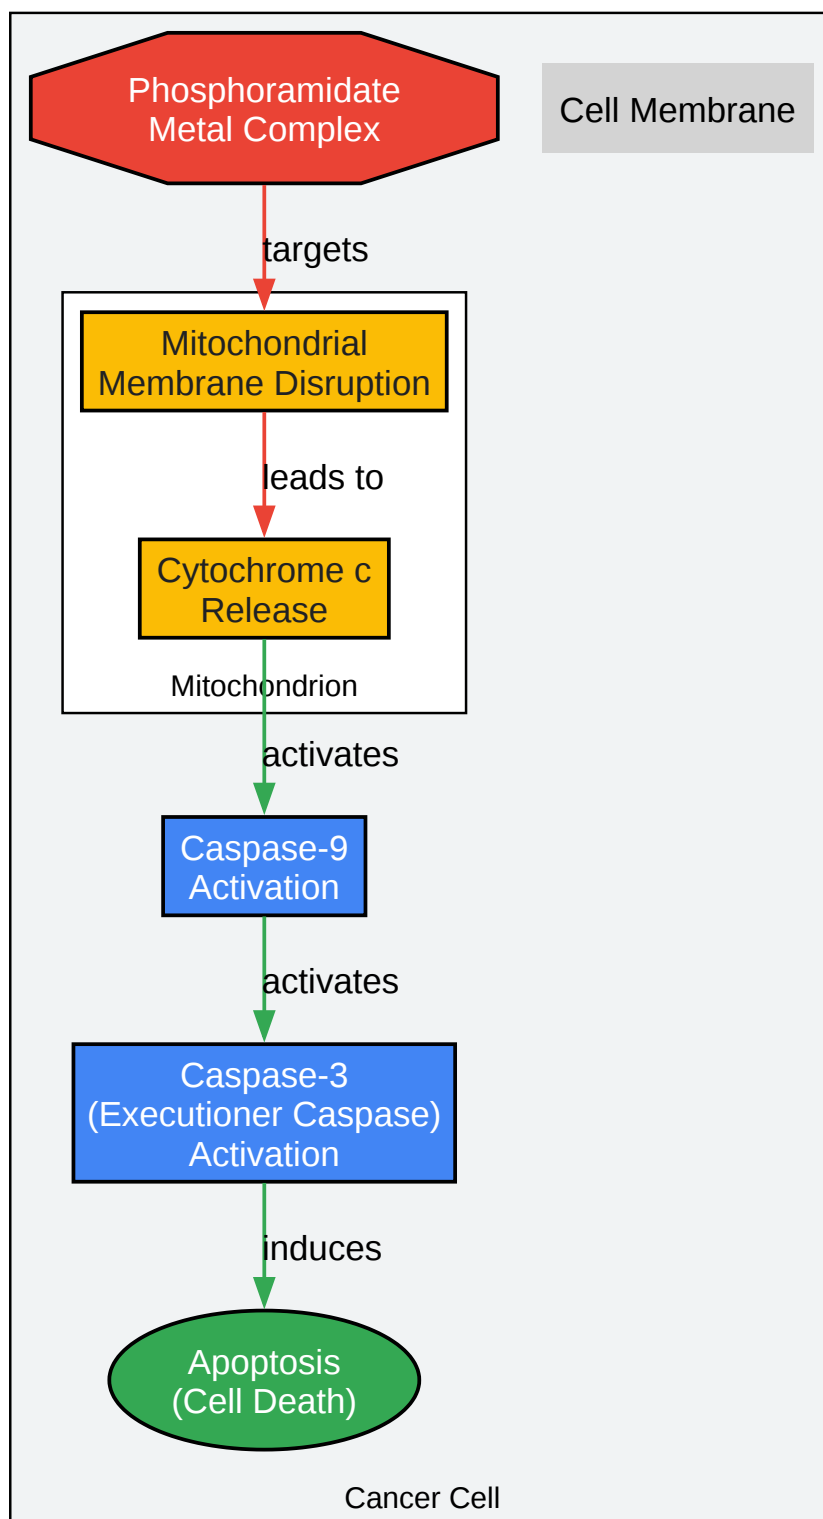 Phosphoramidate
Metal Complex
Cell Membrane
targets
Mitochondrial
Membrane Disruption
leads to
Cytochrome c
Release
Mitochondrion
activates
Caspase-9
Activation
activates
Caspase-3
(Executioner Caspase)
Activation
induces
Apoptosis
(Cell Death)
Cancer Cell